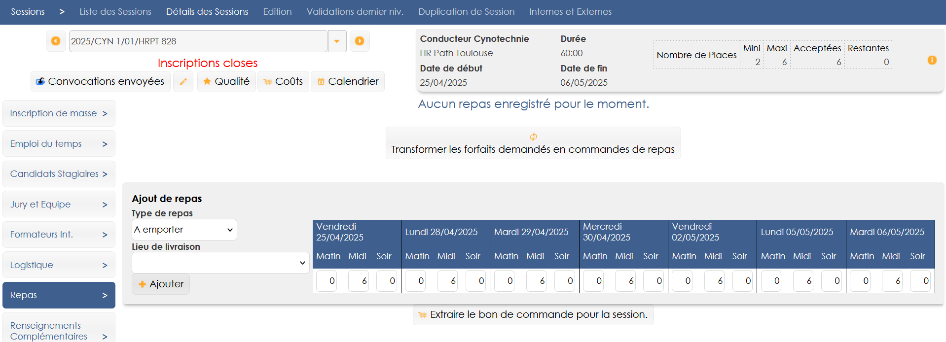 Sessions > Liste des Sessions Détails des Sessions Edition Validations dernier niv. Duplication de Session Internes et Externes
2025/CYN 1/01/HRPT 828
Inscriptions closes
Convocations envoyées Qualité Coûts Calendrier
Conducteur Cynotechnie Durée
HR Path Toulouse 60:00
Date de début Date de fin
25/04/2025 06/05/2025
Nombre de Places Mini Maxi Acceptées Restantes
2 6 6 0
Aucun repas enregistré pour le moment.
Transformer les forfaits demandés en commandes de repas
Inscription de masse >
Emploi du temps >
Candidats Stagiaires >
Jury et Equipe >
Formateurs Int. >
Logistique >
Repas >
Renseignements
Complémentaires >
Ajout de repas
Type de repas
A emporter
Lieu de livraison
Ajouter
Vendredi
25/04/2025 Lundi 28/04/2025 Mardi 29/04/2025 Mercredi
30/04/2025 Vendredi
02/05/2025 Lundi 05/05/2025 Mardi 06/05/2025
Matin Midi Soir Matin Midi Soir Matin Midi Soir Matin Midi Soir Matin Midi Soir Matin Midi Soir Matin Midi Soir
0 6 0 0 6 0 0 6 0 0 6 0 0 6 0 0 6 0 0 6 0
Extraire le bon de commande pour la session.